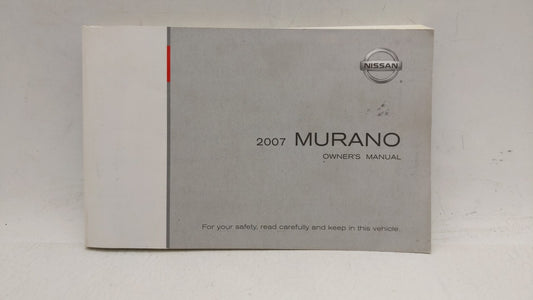 NISSAN
2007 MURANO
OWNER'S MANUAL
For your safety, read carefully and keep in this vehicle.